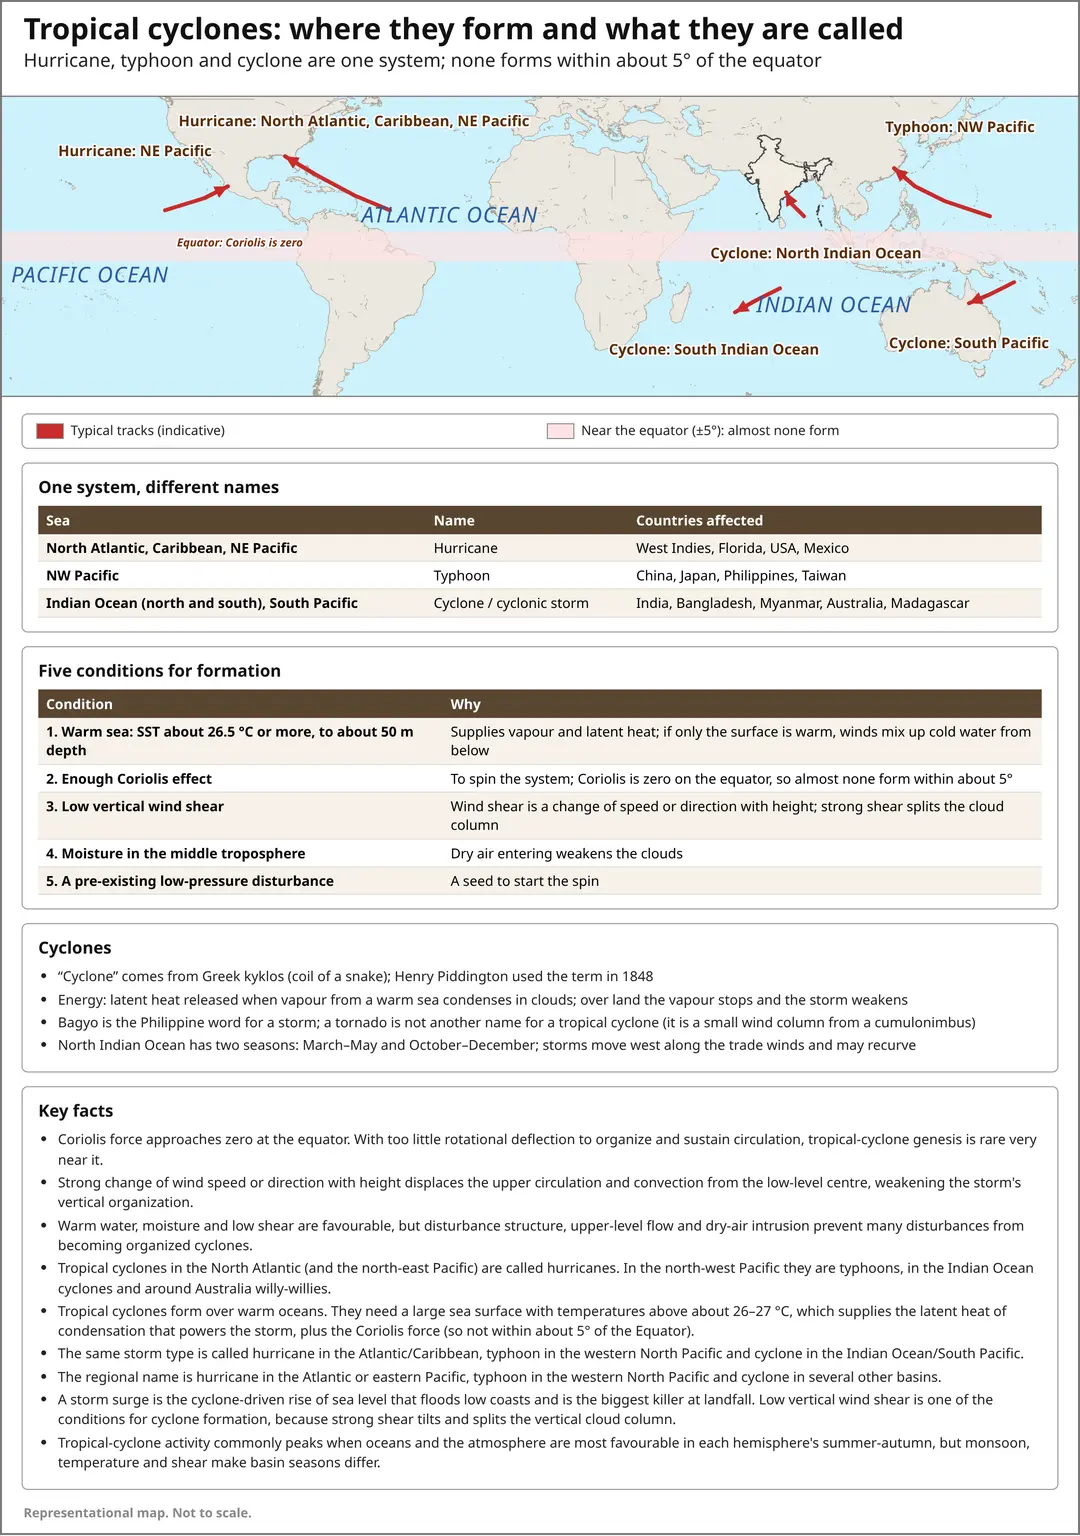 Tropical cyclones: where they form and what they are called
Hurricane, typhoon and cyclone are one system; none forms within about 5° of the equator
Hurricane: North Atlantic, Caribbean, NE Pacific
Typhoon: NW Pacific
Hurricane: NE Pacific
ATLANTIC OCEAN
Equator: Coriolis is zero
Cyclone: North Indian Ocean
PACIFIC OCEAN
INDIAN OCEAN
Cyclone: South Indian Ocean
Cyclone: South Pacific
Typical tracks (indicative)
Near the equator (±5°): almost none form
One system, different names
Sea Name Countries affected
North Atlantic, Caribbean, NE Pacific Hurricane West Indies, Florida, USA, Mexico
NW Pacific Typhoon China, Japan, Philippines, Taiwan
Indian Ocean (north and south), South Pacific Cyclone / cyclonic storm India, Bangladesh, Myanmar, Australia, Madagascar
Five conditions for formation
Condition Why
1. Warm sea: SST about 26.5 °C or more, to about 50 m
depth
Supplies vapour and latent heat; if only the surface is warm, winds mix up cold water from
below
2. Enough Coriolis effect To spin the system; Coriolis is zero on the equator, so almost none form within about 5°
3. Low vertical wind shear Wind shear is a change of speed or direction with height; strong shear splits the cloud
column
4. Moisture in the middle troposphere Dry air entering weakens the clouds
5. A pre-existing low-pressure disturbance A seed to start the spin
Cyclones
• “Cyclone” comes from Greek kyklos (coil of a snake); Henry Piddington used the term in 1848
• Energy: latent heat released when vapour from a warm sea condenses in clouds; over land the vapour stops and the storm weakens
• Bagyo is the Philippine word for a storm; a tornado is not another name for a tropical cyclone (it is a small wind column from a cumulonimbus)
• North Indian Ocean has two seasons: March–May and October–December; storms move west along the trade winds and may recurve
Key facts
• Coriolis force approaches zero at the equator. With too little rotational deflection to organize and sustain circulation, tropical-cyclone genesis is rare very
near it.
• Strong change of wind speed or direction with height displaces the upper circulation and convection from the low-level centre, weakening the storm's
vertical organization.
• Warm water, moisture and low shear are favourable, but disturbance structure, upper-level flow and dry-air intrusion prevent many disturbances from
becoming organized cyclones.
• Tropical cyclones in the North Atlantic (and the north-east Pacific) are called hurricanes. In the north-west Pacific they are typhoons, in the Indian Ocean
cyclones and around Australia willy-willies.
• Tropical cyclones form over warm oceans. They need a large sea surface with temperatures above about 26–27 °C, which supplies the latent heat of
condensation that powers the storm, plus the Coriolis force (so not within about 5° of the Equator).
• The same storm type is called hurricane in the Atlantic/Caribbean, typhoon in the western North Pacific and cyclone in the Indian Ocean/South Pacific.
• The regional name is hurricane in the Atlantic or eastern Pacific, typhoon in the western North Pacific and cyclone in several other basins.
• A storm surge is the cyclone-driven rise of sea level that floods low coasts and is the biggest killer at landfall. Low vertical wind shear is one of the
conditions for cyclone formation, because strong shear tilts and splits the vertical cloud column.
• Tropical-cyclone activity commonly peaks when oceans and the atmosphere are most favourable in each hemisphere's summer-autumn, but monsoon,
temperature and shear make basin seasons differ.
Representational map. Not to scale.